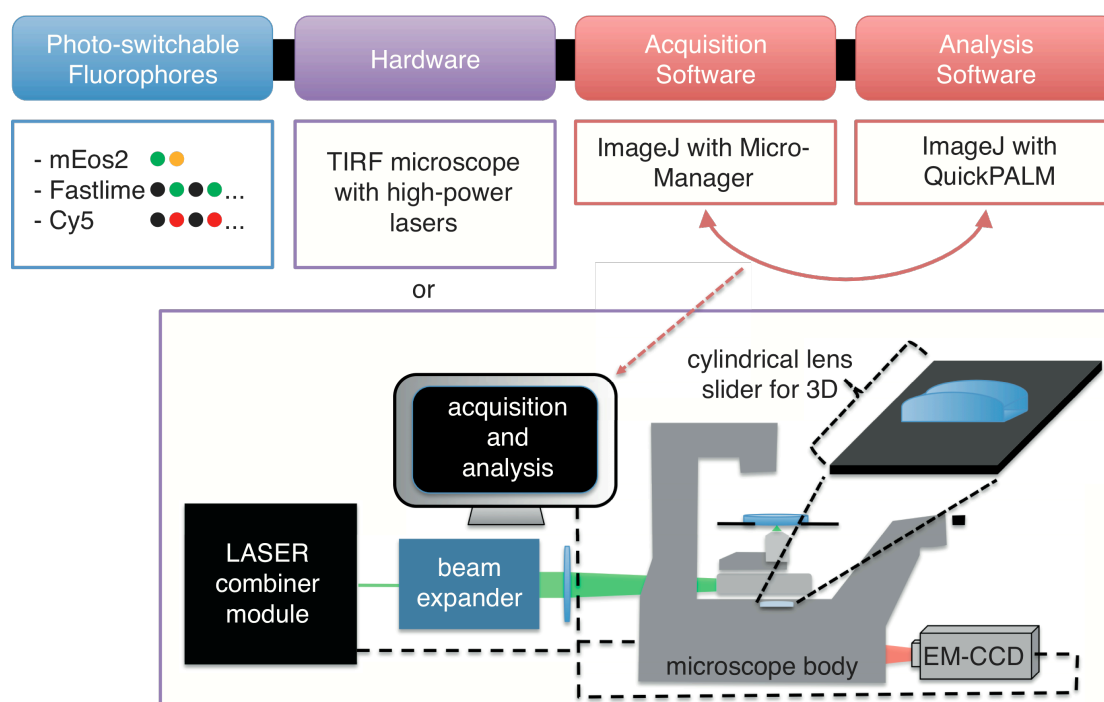 Photo-switchable
Fluorophores
Hardware
Acquisition
Software
Analysis
Software
- mEos2
- Fastlime ...
- Cy5 ...
TIRF microscope
with high-power
lasers
ImageJ with Micro-
Manager
ImageJ with
QuickPALM
or
cylindrical lens
slider for 3D
acquisition
and
analysis
LASER
combiner
module
beam
expander
microscope body
EM-CCD